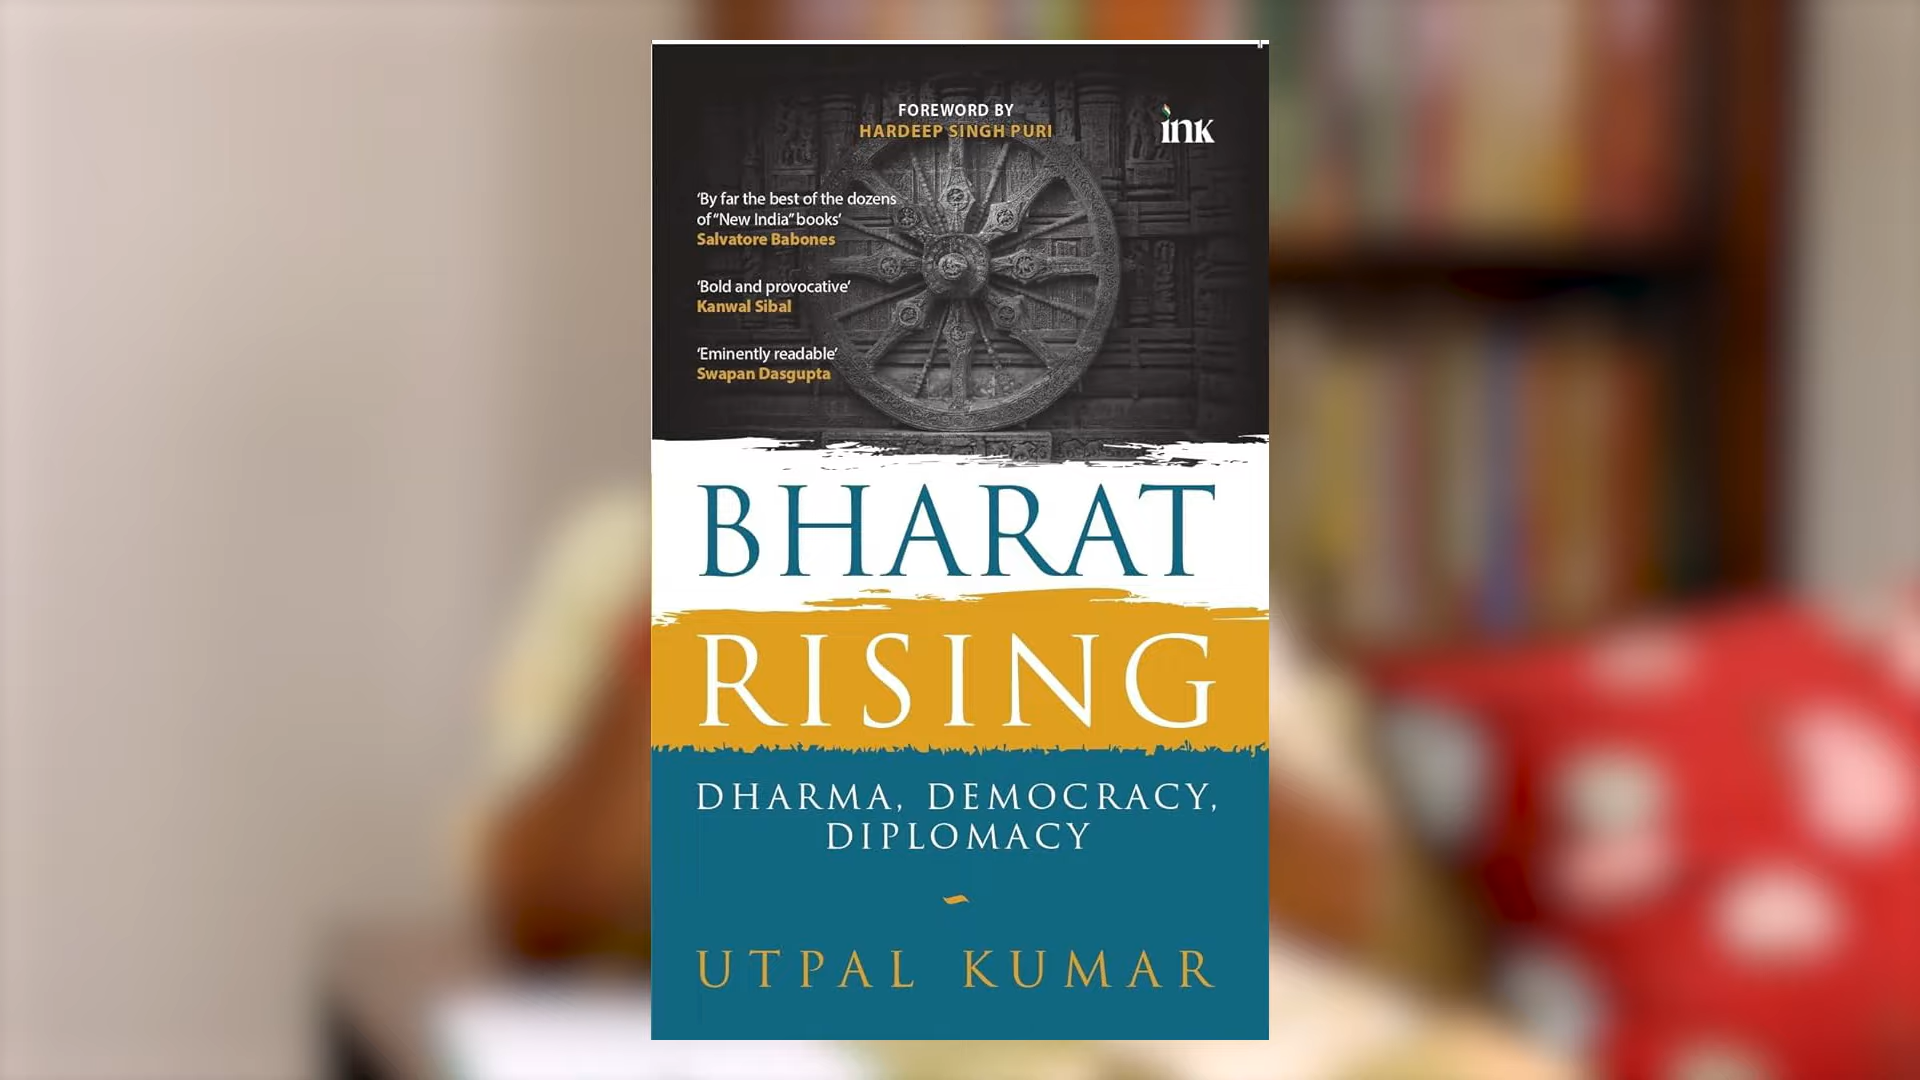 FOREWORD BY
HARDEEP SINGH PURI
ink
‘By far the best of the dozens
of “New India” books’
Salvatore Babones
‘Bold and provocative’
Kanwal Sibal
‘Eminently readable’
Swapan Dasgupta
BHARAT
RISING
DHARMA, DEMOCRACY,
DIPLOMACY
UTPAL KUMAR